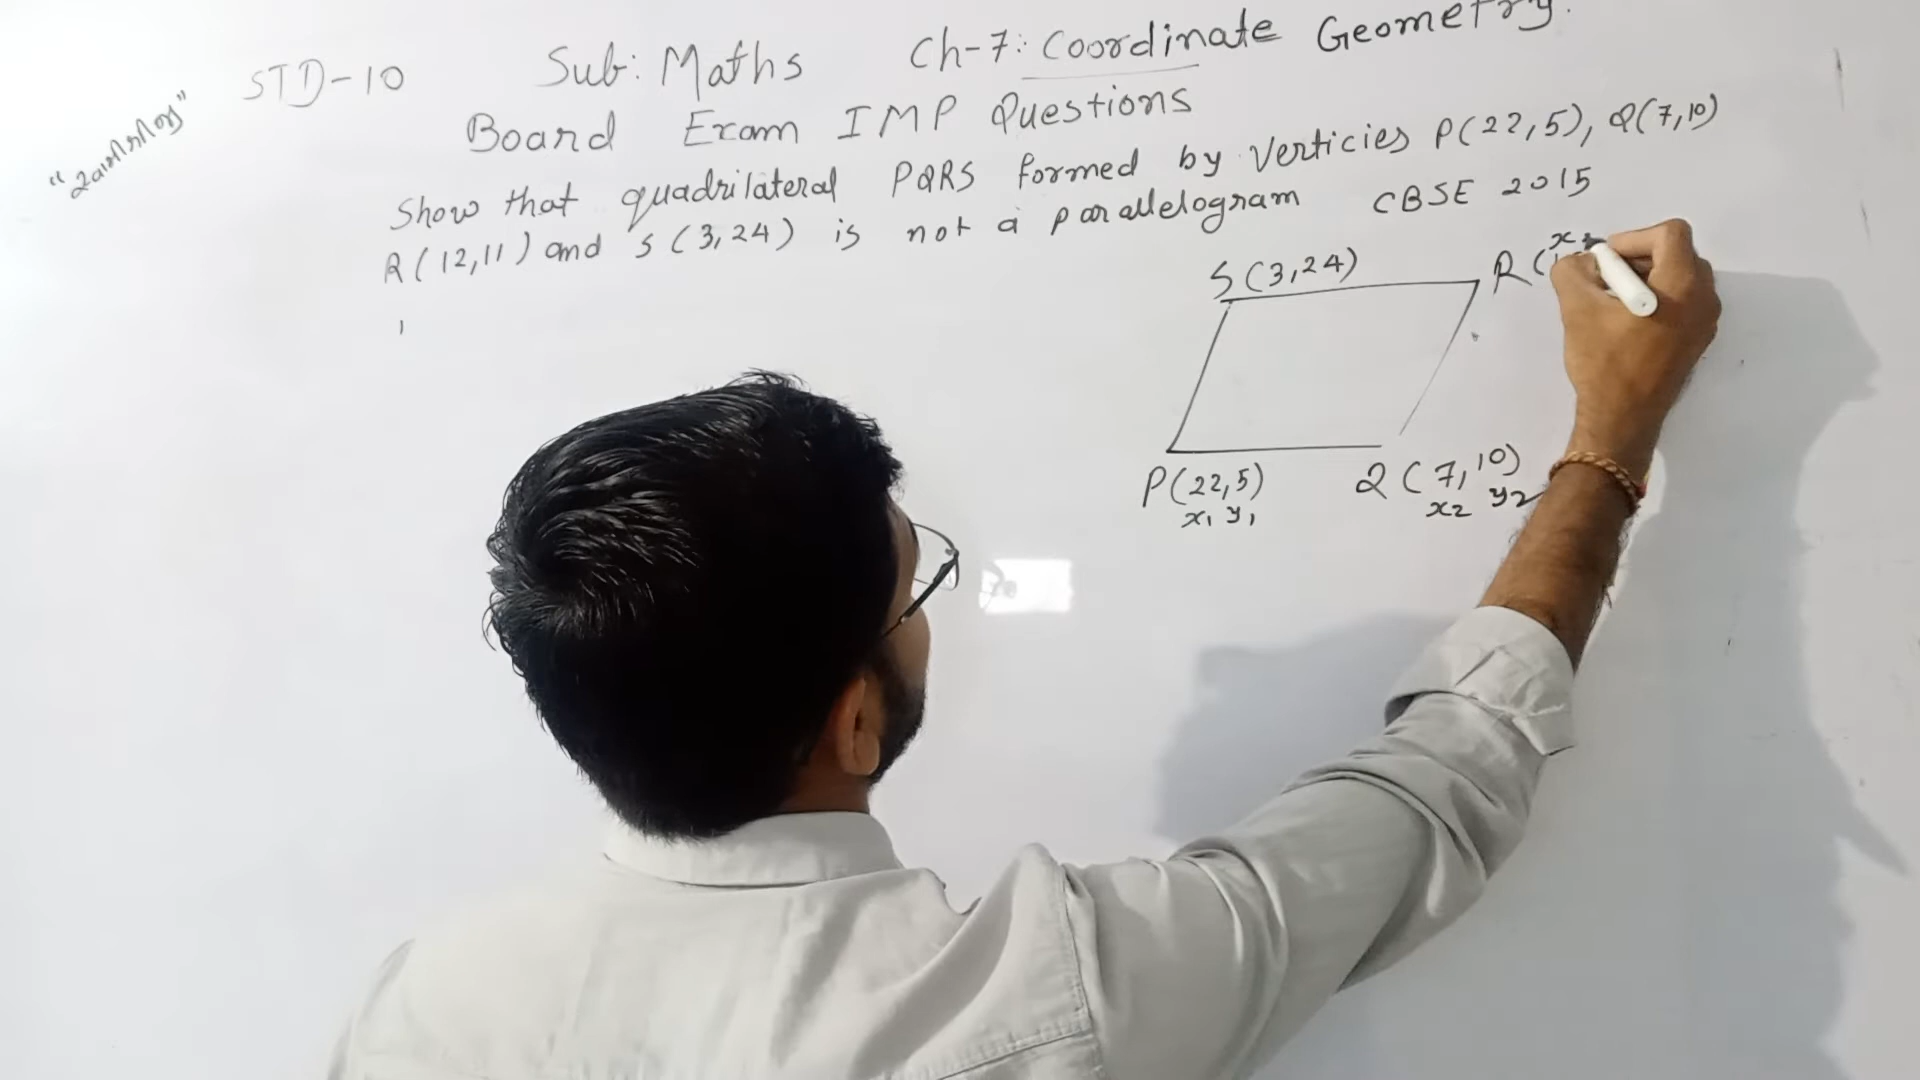 STD-10 Sub: Maths Ch-7: Coordinate Geometry.
Board Exam IMP Questions
Show that quadrilateral PQRS formed by verticies P(22,5), Q(7,10)
R(12,11) and S(3,24) is not a parallelogram CBSE 2015
S(3,24) R(
P(22,5) Q(7,10)
x₁ y₁ x₂ y₂